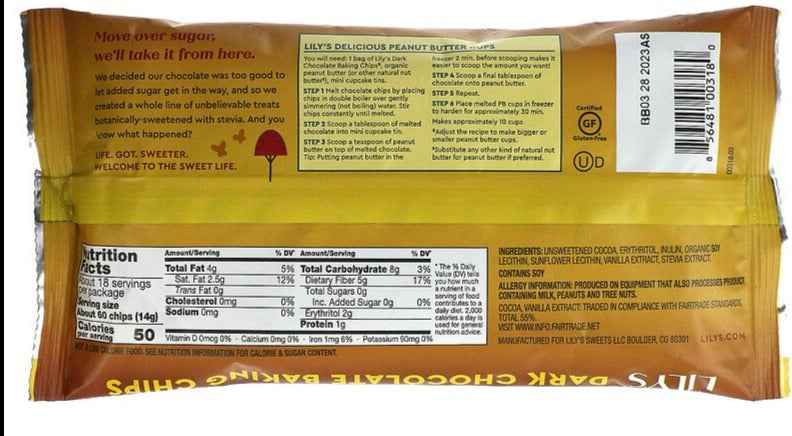 Move over sugar,
we'll take it from here.
We decided our chocolate was too good to
let added sugar get in the way, and so we
created a whole line of unbelievable treats
botanically-sweetened with stevia. And you
know what happened?
LIFE. GOT. SWEETER.
WELCOME TO THE SWEET LIFE.
LILY'S DELICIOUS PEANUT BUTTER CUPS
You will need: 1 bag of Lily's Dark
Chocolate Baking Chips†, organic
peanut butter (or other natural nut
butter‡), mini cupcake tins.
STEP 1 Melt chocolate chips by placing
chips in double boiler over gently
simmering (not boiling) water. Stir
chips constantly until melted.
STEP 2 Scoop a tablespoon of melted
chocolate into mini cupcake tin.
STEP 3 Scoop a teaspoon of peanut
butter on top of melted chocolate.
Tip: Putting peanut butter in the
freezer 2 min. before scooping makes it
easier to scoop the amount you want!
STEP 4 Scoop a final tablespoon of
chocolate onto peanut butter.
STEP 5 Repeat.
STEP 6 Place melted PB cups in freezer
to harden for approximately 30 min.
Makes approximately 10 cups
†Adjust the recipe to make bigger or
smaller peanut butter cups.
‡Substitute any other kind of natural nut
butter for peanut butter if preferred.
Certified
GF
Gluten-Free
U D
BB03 28 2023AS
8 56481 00318 0
00318.03
Nutrition
Facts
About 18 servings
per package
Serving size
About 60 chips (14g)
Calories
per serving 50
Amount/Serving % DV*
Total Fat 4g 5%
Sat. Fat 2.5g 12%
Trans Fat 0g
Cholesterol 0mg 0%
Sodium 0mg 0%
Amount/Serving % DV*
Total Carbohydrate 8g 3%
Dietary Fiber 5g 17%
Total Sugars 0g
Inc. Added Sugar 0g 0%
Erythritol 2g
Protein 1g
Vitamin D 0mcg 0% · Calcium 0mg 0% · Iron 1mg 6% · Potassium 90mg 0%
* The % Daily
Value (DV) tells
you how much
a nutrient in a
serving of food
contributes to a
daily diet. 2,000
calories a day is
used for general
nutrition advice.
NOT A LOW CALORIE FOOD. SEE NUTRITION INFORMATION FOR CALORIE & SUGAR CONTENT.
INGREDIENTS: UNSWEETENED COCOA, ERYTHRITOL, INULIN, ORGANIC SOY
LECITHIN, SUNFLOWER LECITHIN, VANILLA EXTRACT, STEVIA EXTRACT.
CONTAINS SOY
ALLERGY INFORMATION: PRODUCED ON EQUIPMENT THAT ALSO PROCESSES PRODUCT
CONTAINING MILK, PEANUTS AND TREE NUTS.
COCOA, VANILLA EXTRACT: TRADED IN COMPLIANCE WITH FAIRTRADE STANDARDS,
TOTAL 55%.
VISIT WWW.INFO.FAIRTRADE.NET
MANUFACTURED FOR LILY'S SWEETS LLC BOULDER, CO 80301
LILYS.COM
LILY'S DARK CHOCOLATE BAKING CHIPS